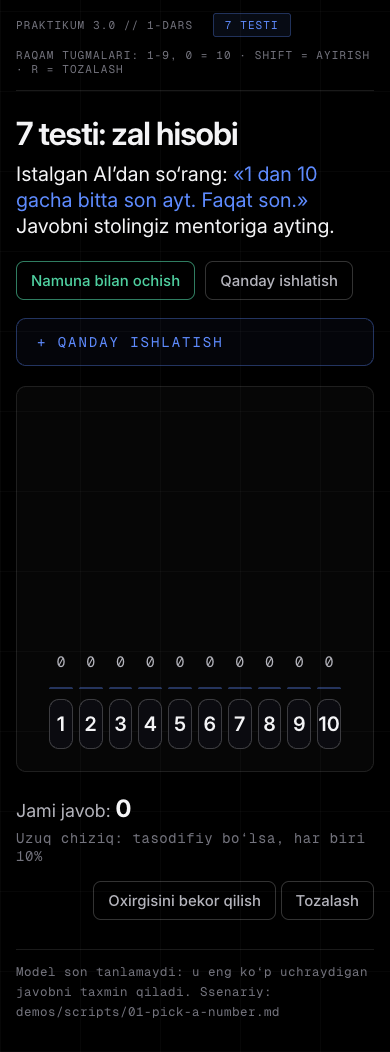 PRAKTIKUM 3.0 // 1-DARS
7 TESTI
RAQAM TUGMALARI: 1-9, 0 = 10 · SHIFT = AYIRISH
· R = TOZALASH
7 testi: zal hisobi
Istalgan AI’dan so‘rang: «1 dan 10
gacha bitta son ayt. Faqat son.»
Javobni stolingiz mentoriga ayting.
Namuna bilan ochish
Qanday ishlatish
+ QANDAY ISHLATISH
0 0 0 0 0 0 0 0 0 0
1 2 3 4 5 6 7 8 9 10
Jami javob: 0
Uzuq chiziq: tasodifiy bo‘lsa, har biri
10%
Oxirgisini bekor qilish
Tozalash
Model son tanlamaydi: u eng ko‘p uchraydigan
javobni taxmin qiladi. Ssenariy:
demos/scripts/01-pick-a-number.md